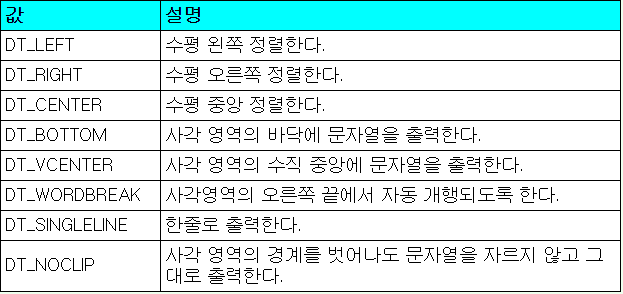 값 설명
DT_LEFT 수평 왼쪽 정렬한다.
DT_RIGHT 수평 오른쪽 정렬한다.
DT_CENTER 수평 중앙 정렬한다.
DT_BOTTOM 사각 영역의 바닥에 문자열을 출력한다.
DT_VCENTER 사각 영역의 수직 중앙에 문자열을 출력한다.
DT_WORDBREAK 사각영역의 오른쪽 끝에서 자동 개행되도록 한다.
DT_SINGLELINE 한줄로 출력한다.
DT_NOCLIP 사각 영역의 경계를 벗어나도 문자열을 자르지 않고 그
대로 출력한다.